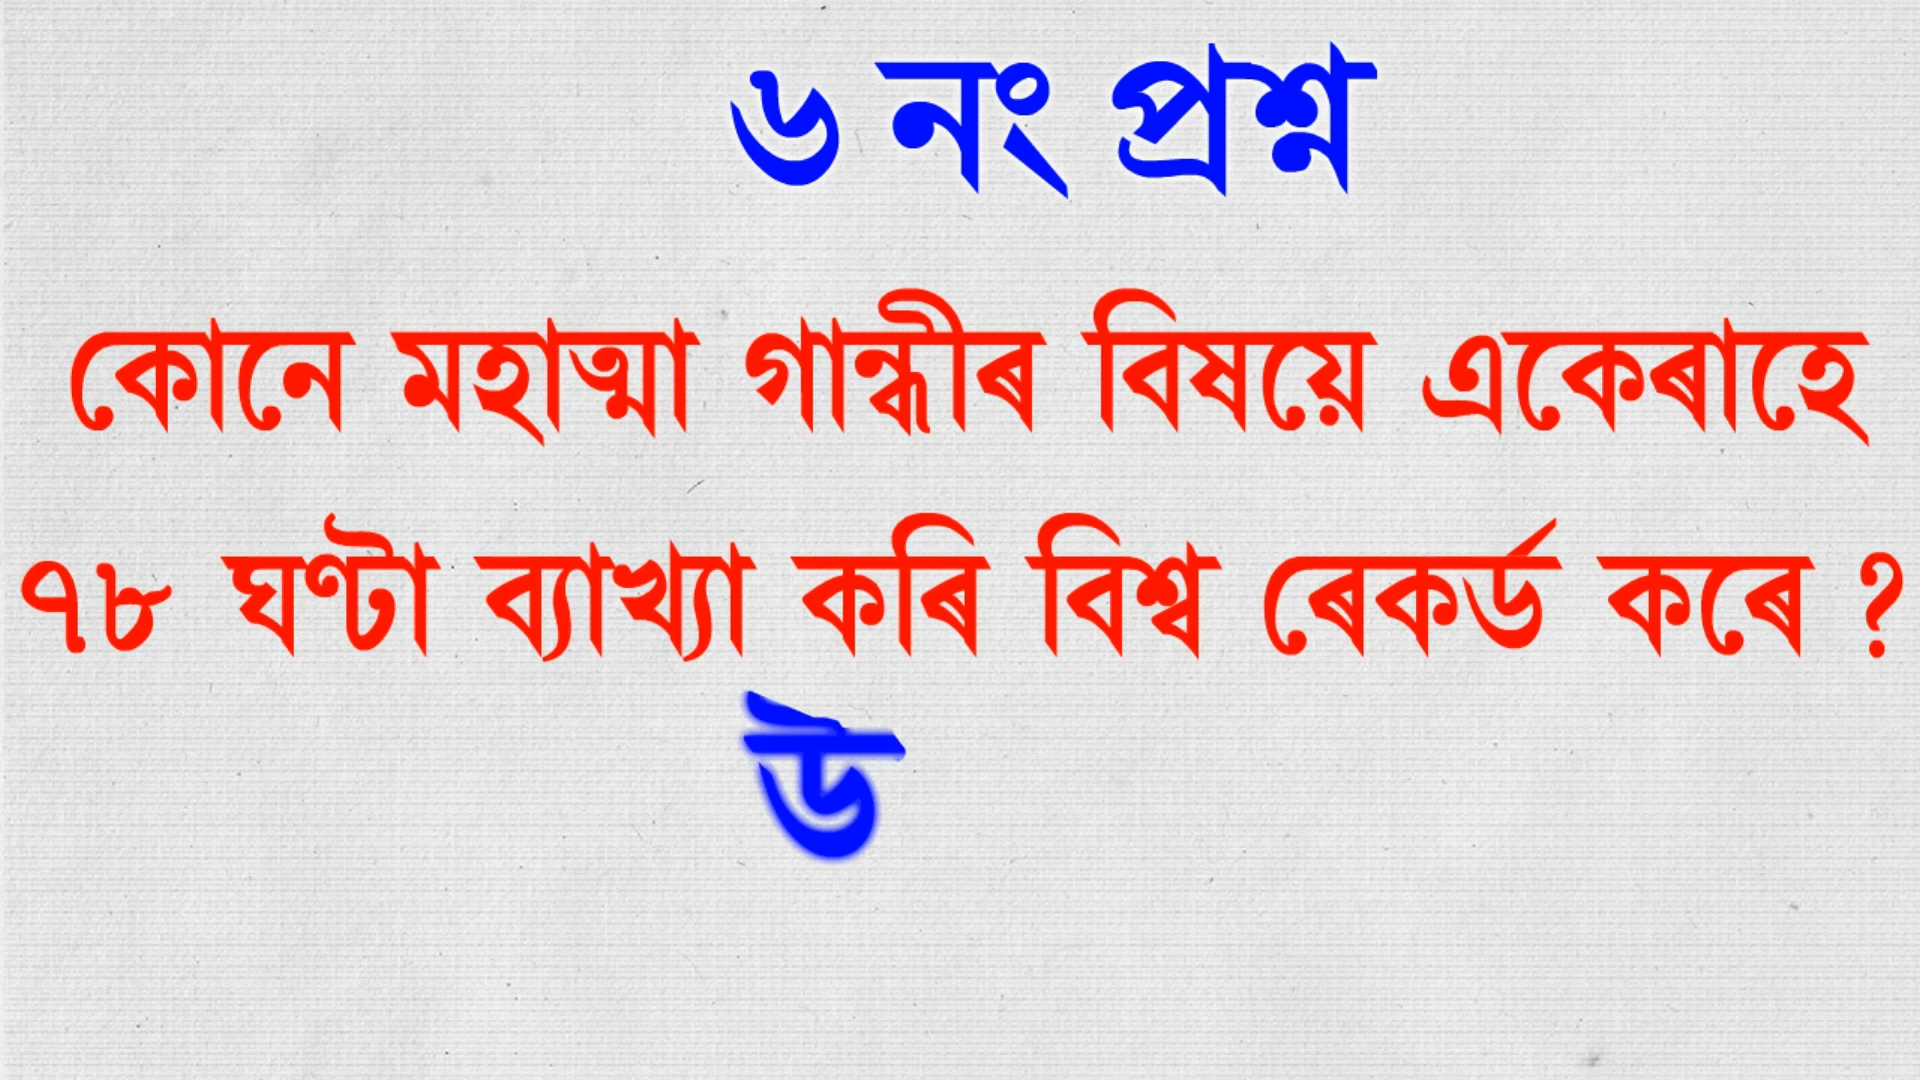 ৬ নং প্ৰশ্ন
কোনে মহাত্মা গান্ধীৰ বিষয়ে একেৰাহে
৭৮ ঘণ্টা ব্যাখ্যা কৰি বিশ্ব ৰেকৰ্ড কৰে ?
উ